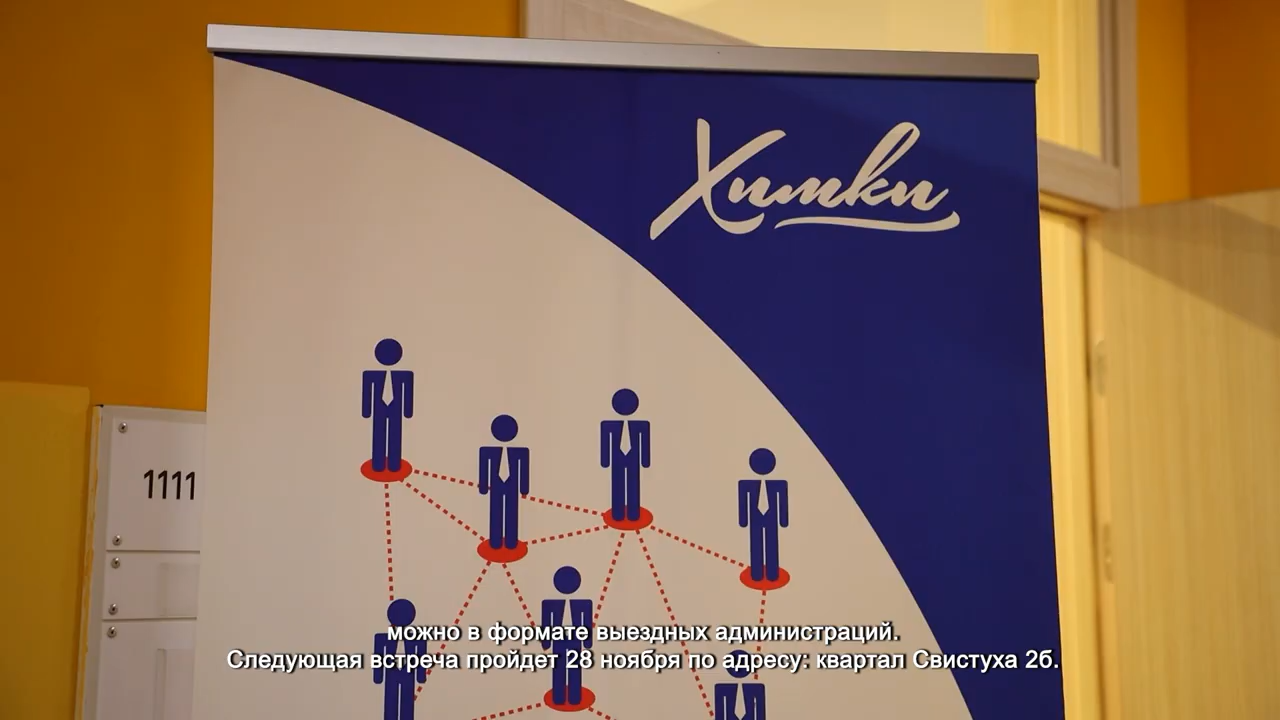 Химки
1111
можно в формате выездных администраций.
Следующая встреча пройдет 28 ноября по адресу: квартал Свистуха 2б.